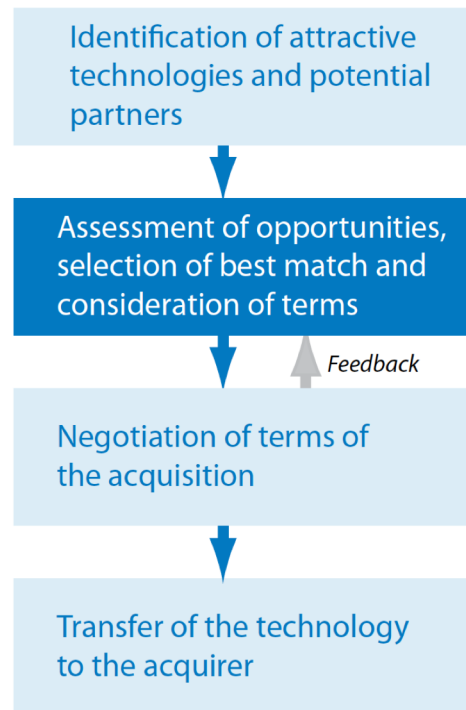 Identification of attractive
technologies and potential
partners
Assessment of opportunities,
selection of best match and
consideration of terms
Feedback
Negotiation of terms of
the acquisition
Transfer of the technology
to the acquirer